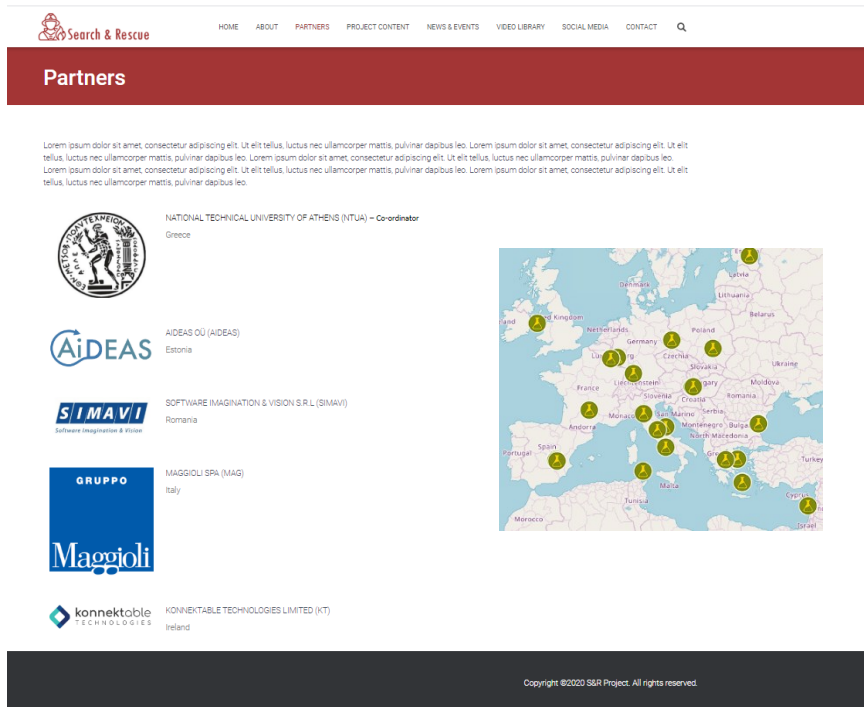 Search & Rescue
HOME ABOUT PARTNERS PROJECT CONTENT NEWS & EVENTS VIDEO LIBRARY SOCIAL MEDIA CONTACT
Partners
Lorem ipsum dolor sit amet, consectetur adipiscing elit. Ut elit tellus, luctus nec ullamcorper mattis, pulvinar dapibus leo. Lorem ipsum dolor sit amet, consectetur adipiscing elit. Ut elit
tellus, luctus nec ullamcorper mattis, pulvinar dapibus leo. Lorem ipsum dolor sit amet, consectetur adipiscing elit. Ut elit tellus, luctus nec ullamcorper mattis, pulvinar dapibus leo.
Lorem ipsum dolor sit amet, consectetur adipiscing elit. Ut elit tellus, luctus nec ullamcorper mattis, pulvinar dapibus leo. Lorem ipsum dolor sit amet, consectetur adipiscing elit. Ut elit
tellus, luctus nec ullamcorper mattis, pulvinar dapibus leo.
NATIONAL TECHNICAL UNIVERSITY OF ATHENS (NTUA) – Co-ordinator
Greece
AiDEAS
AIDEAS OÜ (AIDEAS)
Estonia
SIMAVI
Software Imagination & Vision
SOFTWARE IMAGINATION & VISION S.R.L (SIMAVI)
Romania
GRUPPO
Maggioli
MAGGIOLI SPA (MAG)
Italy
konnektable
TECHNOLOGIES
KONNEKTABLE TECHNOLOGIES LIMITED (KT)
Ireland
Latvia
Denmark
Lithuania
Kingdom
Belarus
Netherlands
Poland
Germany
Czechia
Ukraine
Slovakia
France
Moldova
Slovenia
Romania
Croatia
Monaco
San Marino
Serbia
Andorra
Montenegro
North Macedonia
Spain
Portugal
Turkey
Malta
Tunisia
Cyprus
Morocco
Israel
Copyright ©2020 S&R Project. All rights reserved.